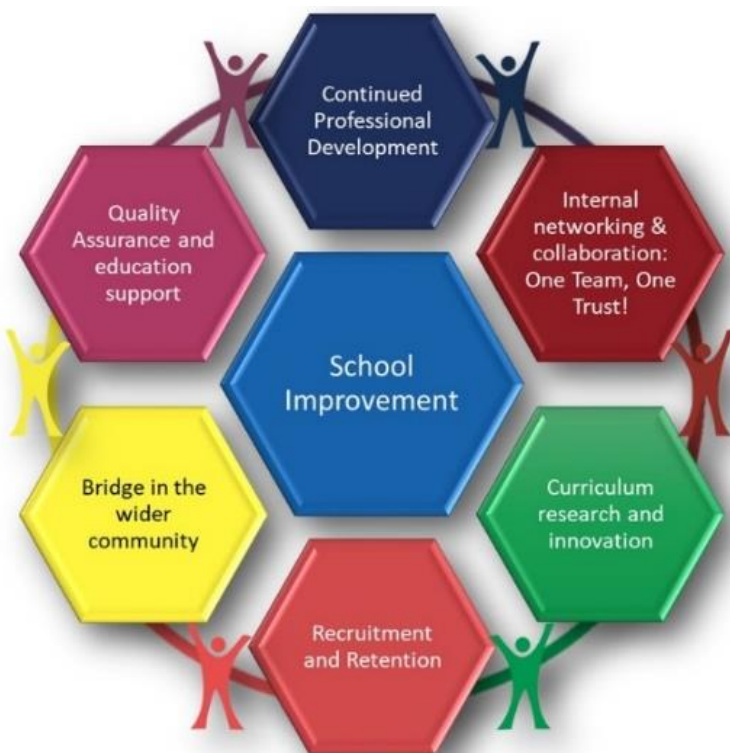 Continued
Professional
Development
Internal
networking &
collaboration:
One Team, One
Trust!
Quality
Assurance and
education
support
School
Improvement
Bridge in the
wider
community
Curriculum
research and
innovation
Recruitment
and Retention